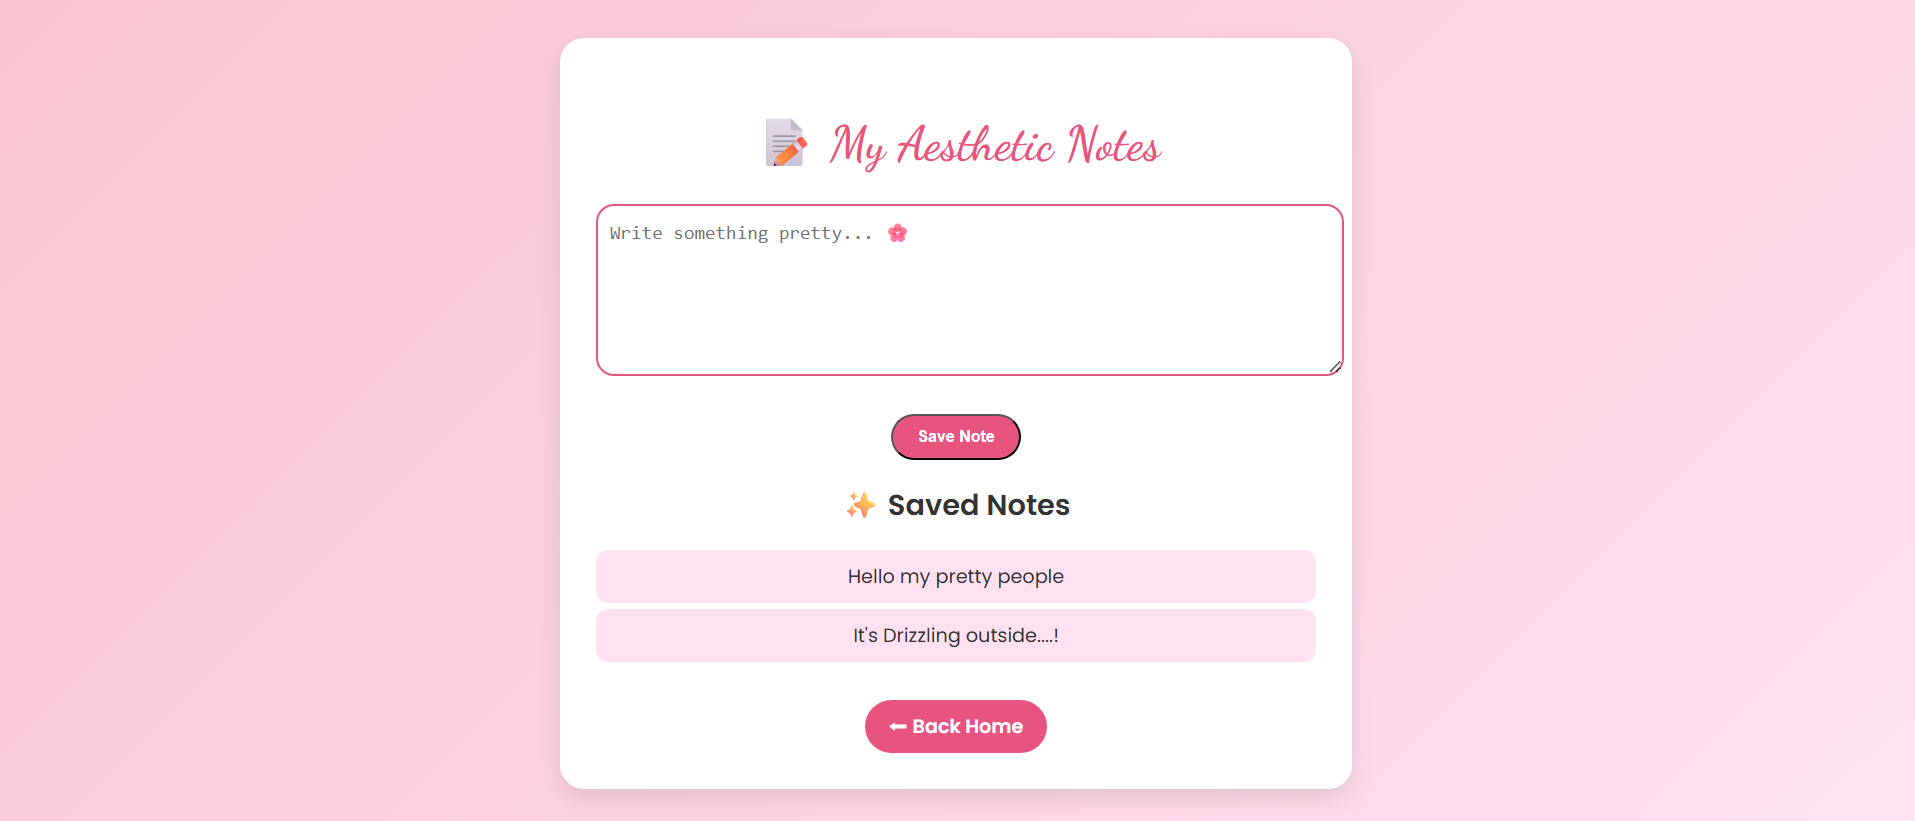 📝 My Aesthetic Notes
Write something pretty... 🌸
Save Note
✨ Saved Notes
Hello my pretty people
It's Drizzling outside....!
⬅ Back Home